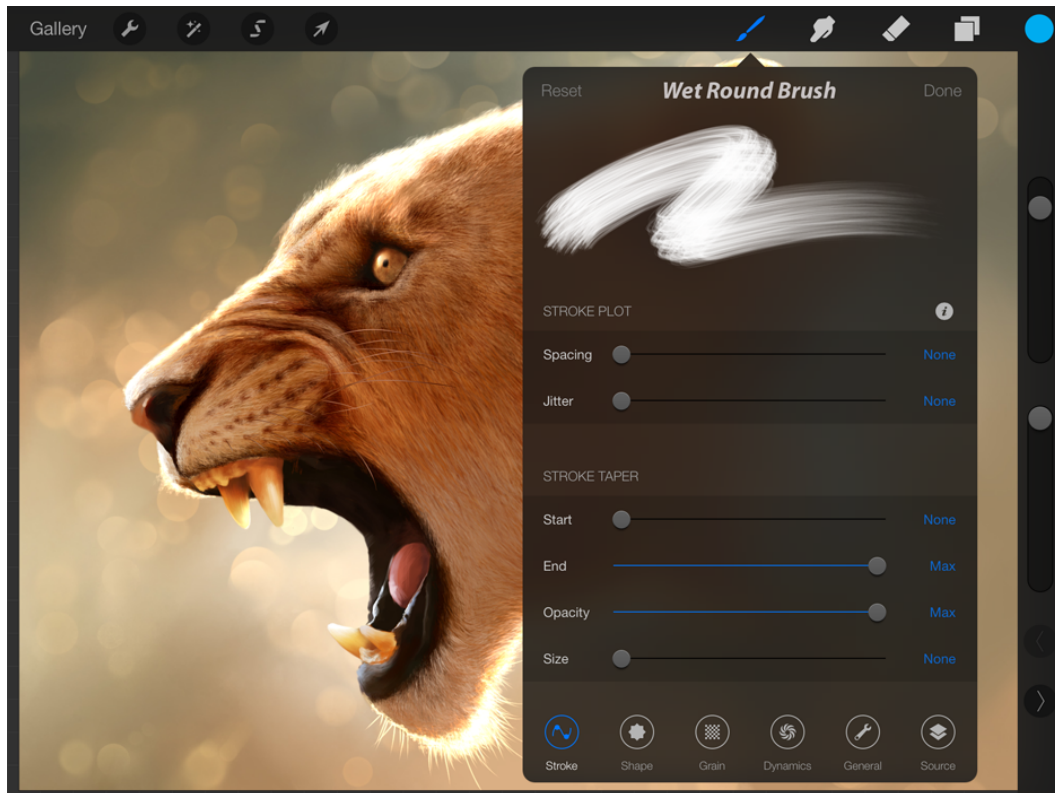 Gallery
Reset Wet Round Brush Done
STROKE PLOT
Spacing None
Jitter None
STROKE TAPER
Start None
End Max
Opacity Max
Size None
Stroke Shape Grain Dynamics General Source